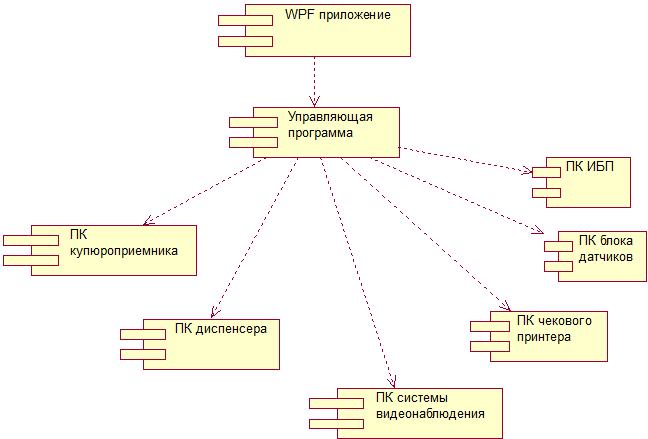 WPF приложение
Управляющая
программа
ПК ИБП
ПК
купюроприемника
ПК блока
датчиков
ПК диспенсера
ПК чекового
принтера
ПК системы
видеонаблюдения